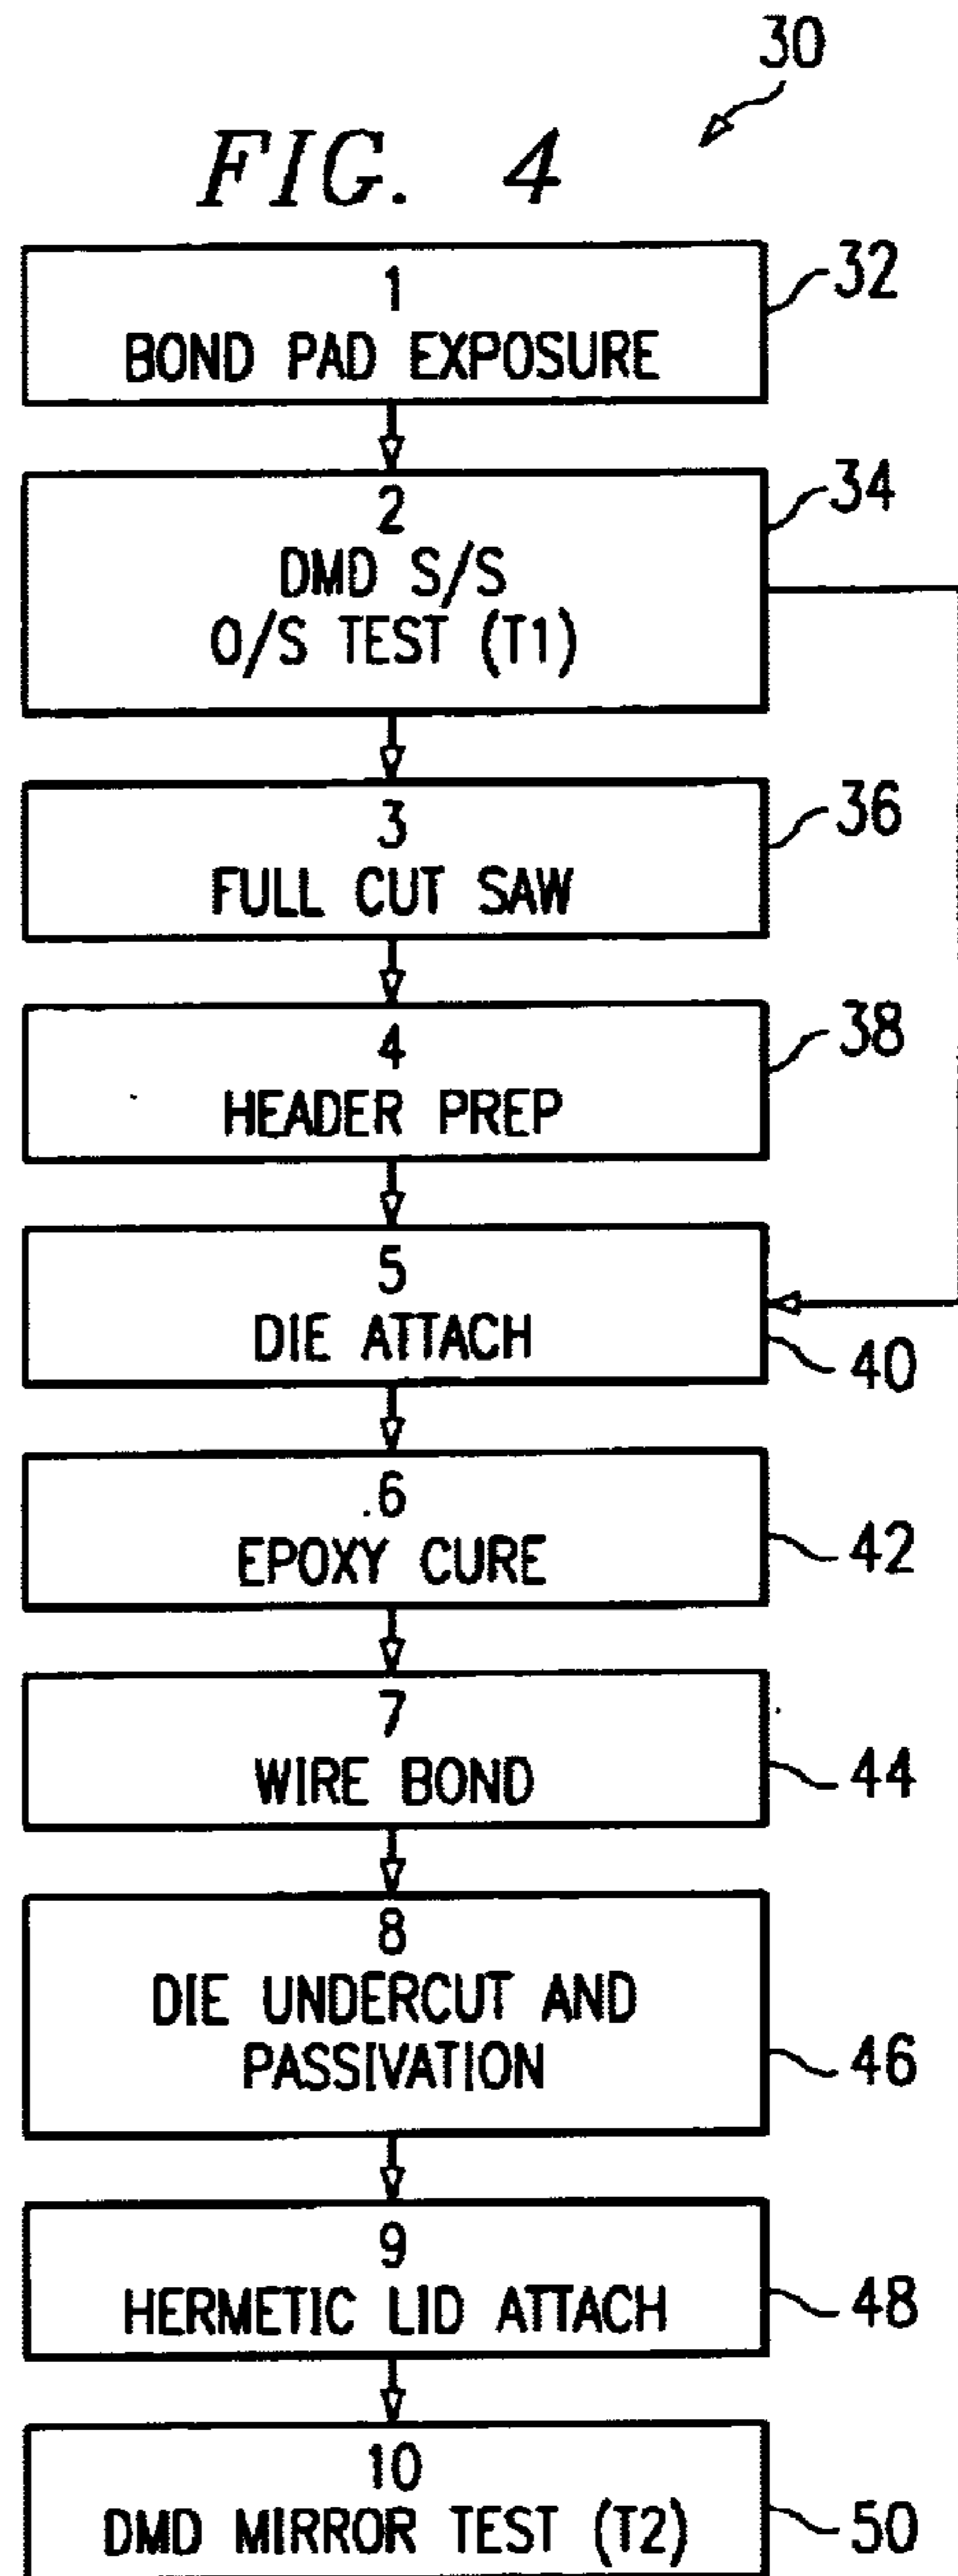 30
FIG. 4
1
BOND PAD EXPOSURE
32
2
DMD S/S
O/S TEST (T1)
34
3
FULL CUT SAW
36
4
HEADER PREP
38
5
DIE ATTACH
40
6
EPOXY CURE
42
7
WIRE BOND
44
8
DIE UNDERCUT AND
PASSIVATION
46
9
HERMETIC LID ATTACH
48
10
DMD MIRROR TEST (T2)
50